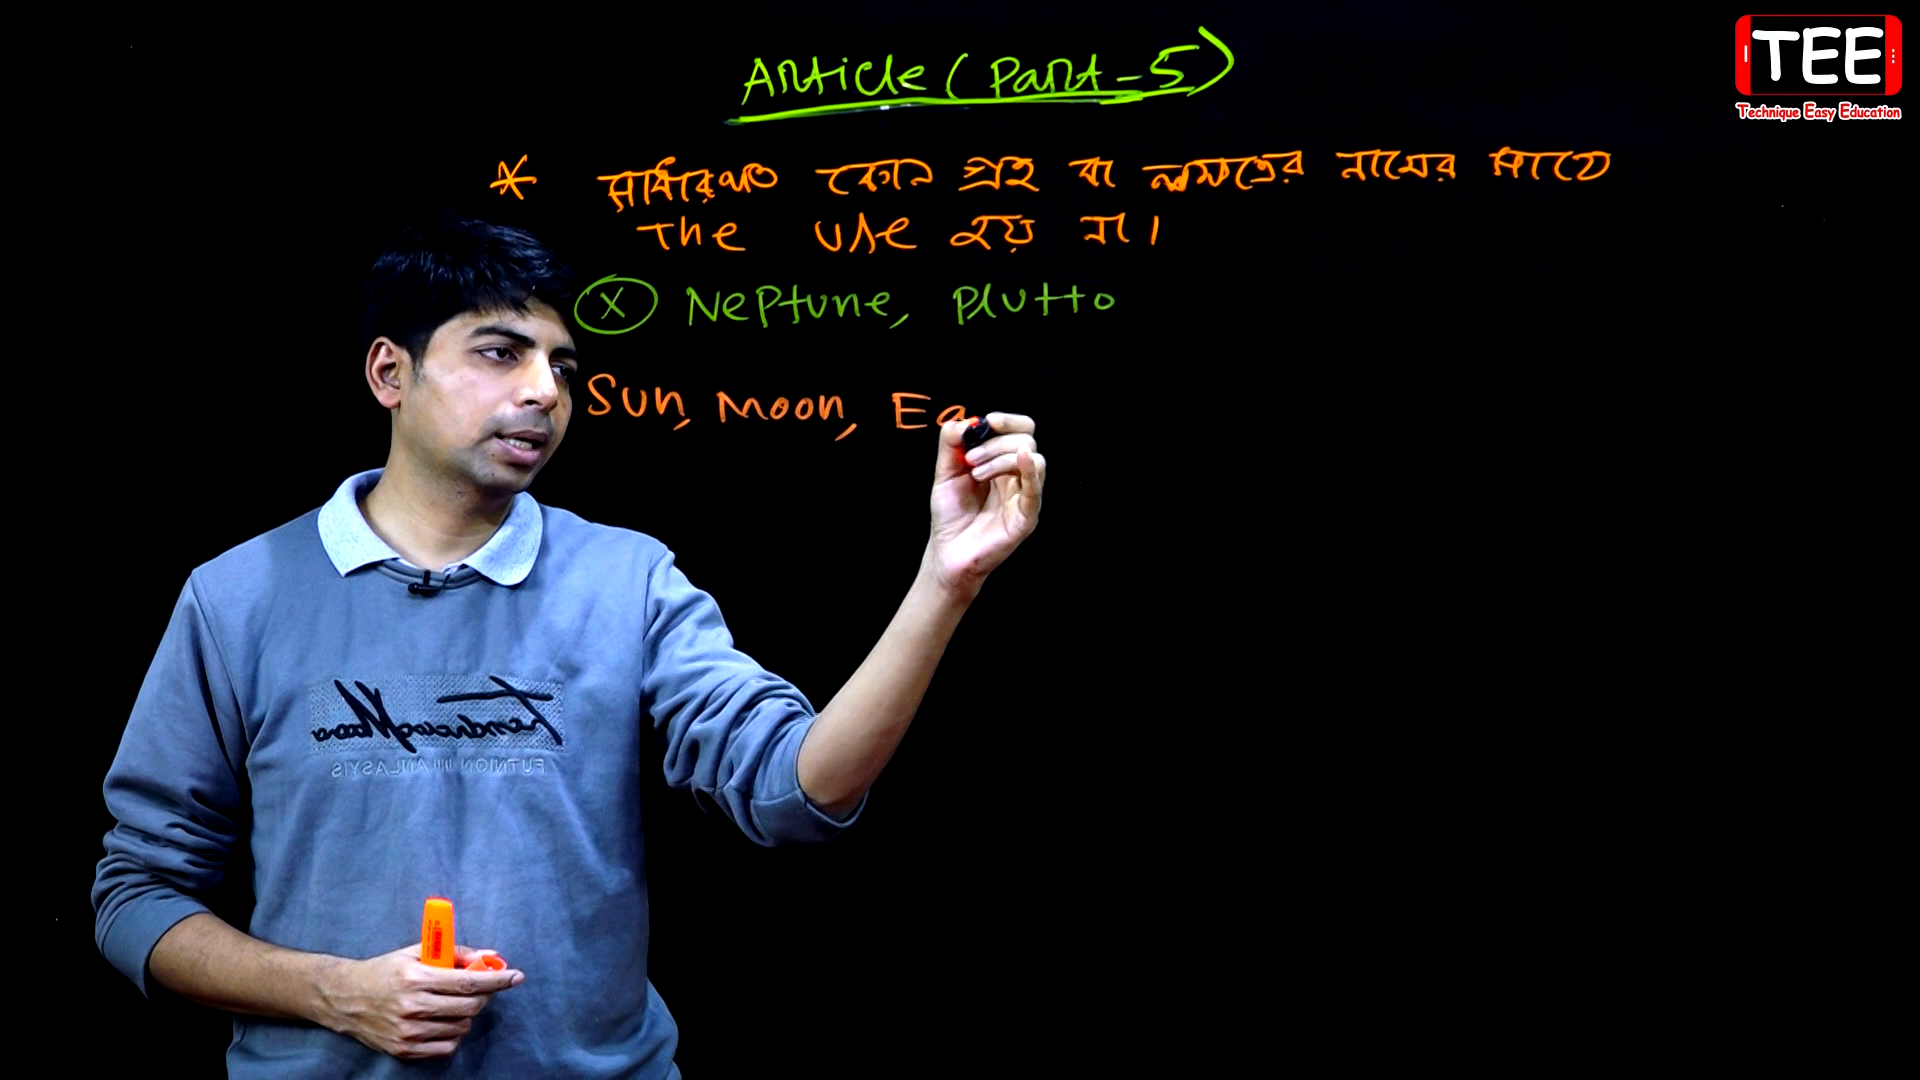 TEE
Technique Easy Education
Article (Part-5)
* সাধারণত কোন গ্রহ বা নক্ষত্রের নামের সাথে
The use হয় না।
X Neptune, Plutto
Sun, Moon, Ea